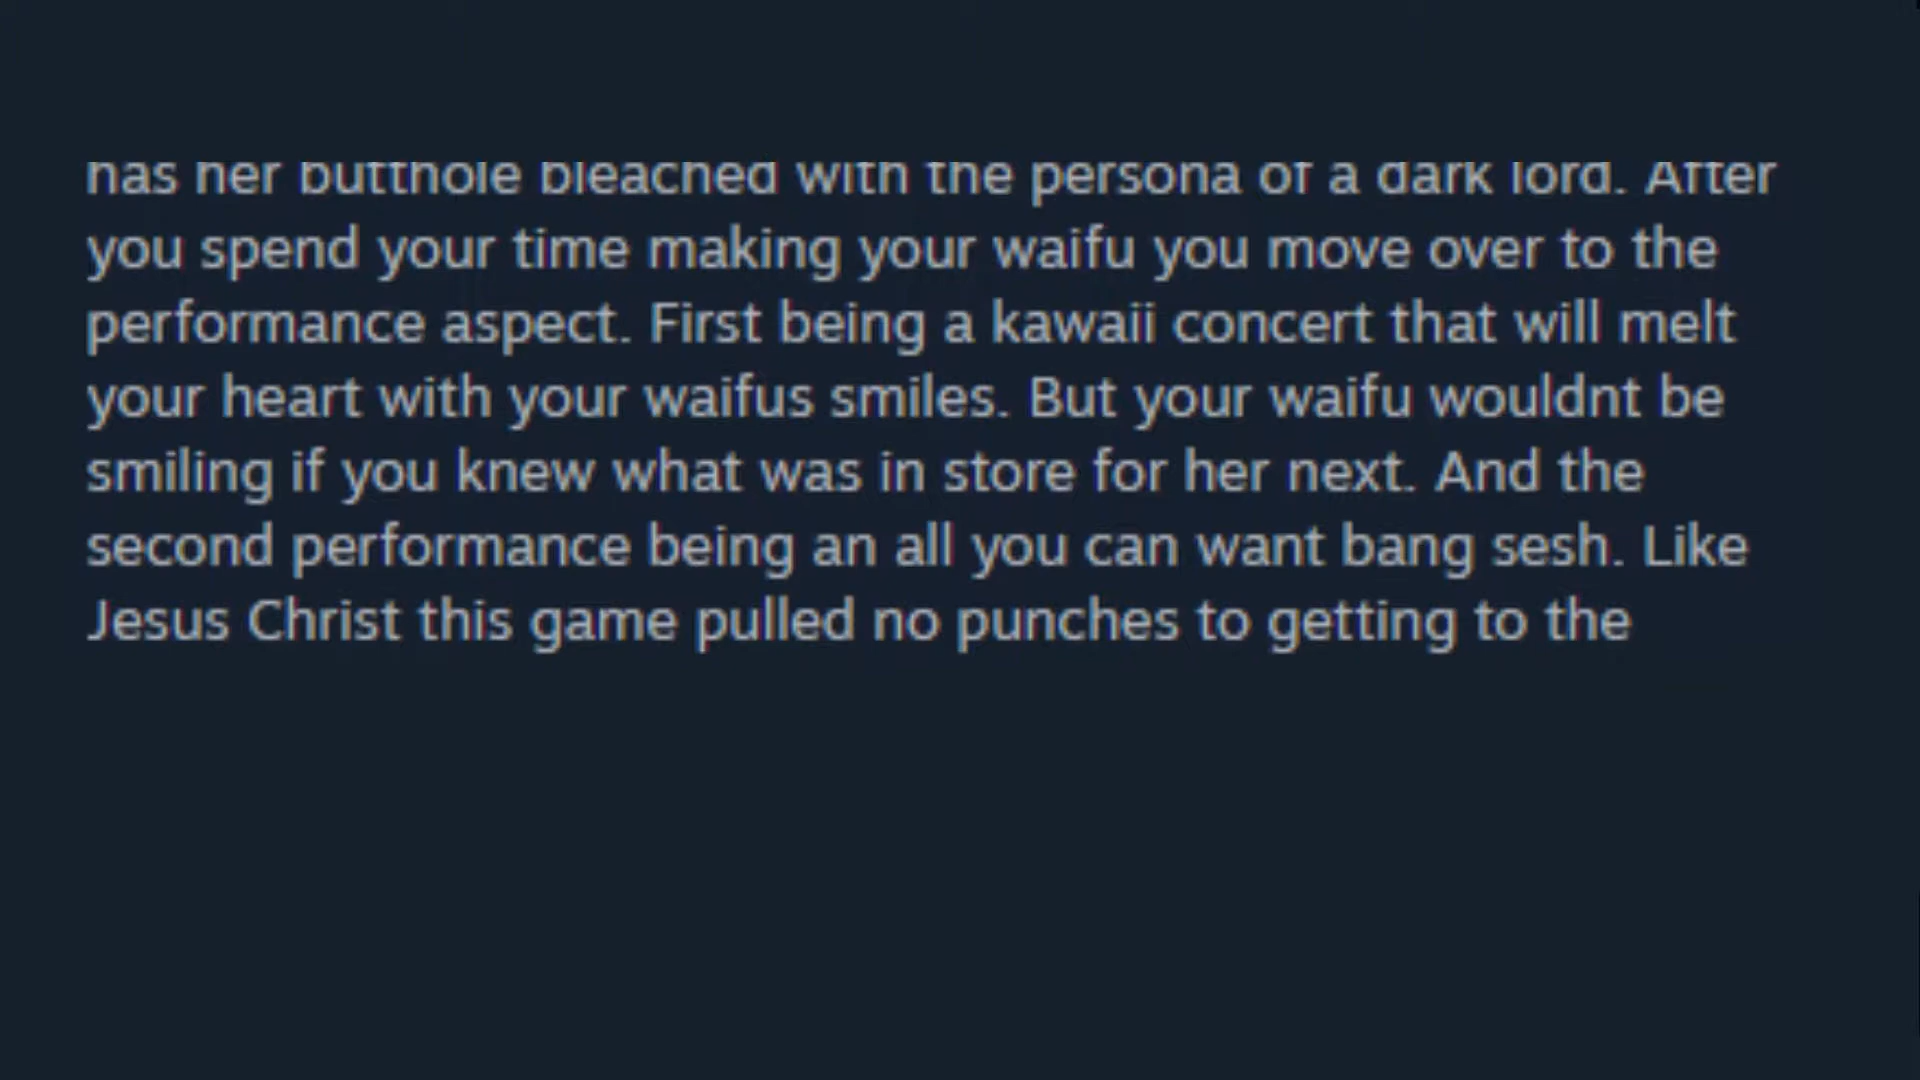 has her butthole bleached with the persona of a dark lord. After
you spend your time making your waifu you move over to the
performance aspect. First being a kawaii concert that will melt
your heart with your waifus smiles. But your waifu wouldnt be
smiling if you knew what was in store for her next. And the
second performance being an all you can want bang sesh. Like
Jesus Christ this game pulled no punches to getting to the